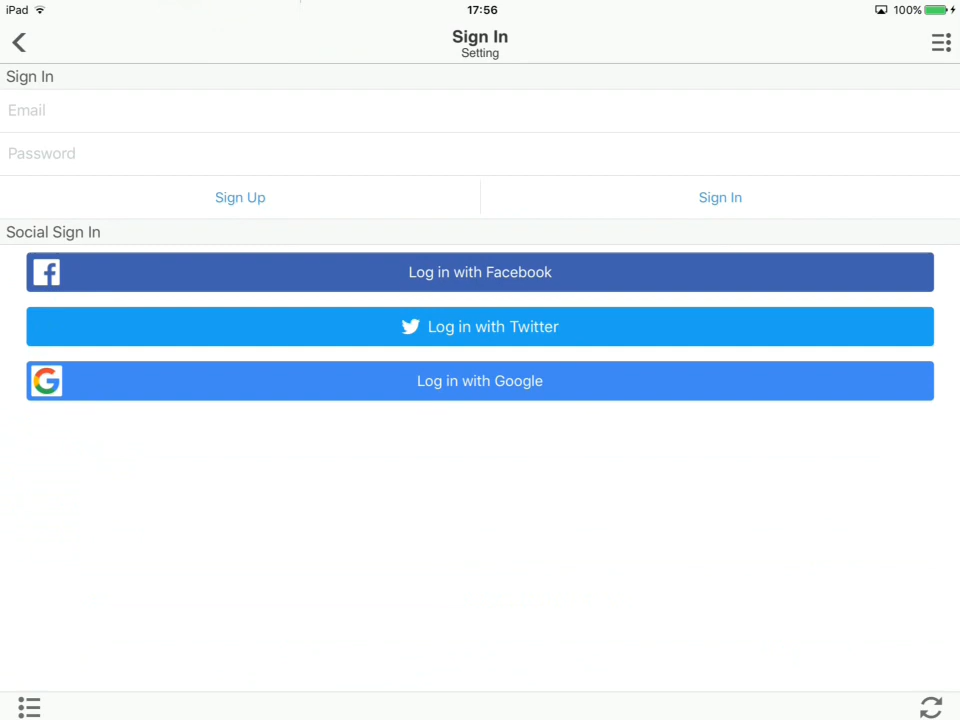 iPad 17:56 100%
Sign In
Setting
Sign In
Email
Password
Sign Up Sign In
Social Sign In
Log in with Facebook
Log in with Twitter
Log in with Google